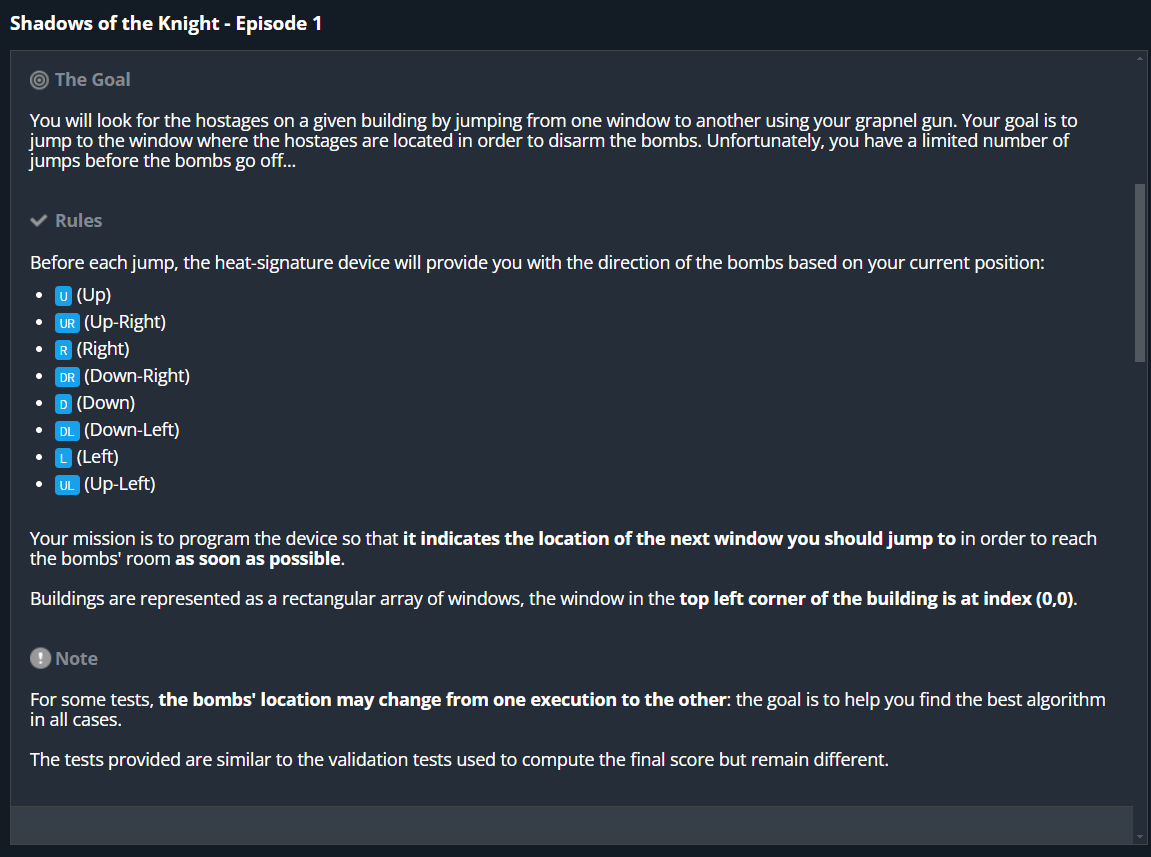 Shadows of the Knight - Episode 1
The Goal
You will look for the hostages on a given building by jumping from one window to another using your grapnel gun. Your goal is to
jump to the window where the hostages are located in order to disarm the bombs. Unfortunately, you have a limited number of
jumps before the bombs go off...
Rules
Before each jump, the heat-signature device will provide you with the direction of the bombs based on your current position:
• U (Up)
• UR (Up-Right)
• R (Right)
• DR (Down-Right)
• D (Down)
• DL (Down-Left)
• L (Left)
• UL (Up-Left)
Your mission is to program the device so that it indicates the location of the next window you should jump to in order to reach
the bombs' room as soon as possible.
Buildings are represented as a rectangular array of windows, the window in the top left corner of the building is at index (0,0).
Note
For some tests, the bombs' location may change from one execution to the other: the goal is to help you find the best algorithm
in all cases.
The tests provided are similar to the validation tests used to compute the final score but remain different.